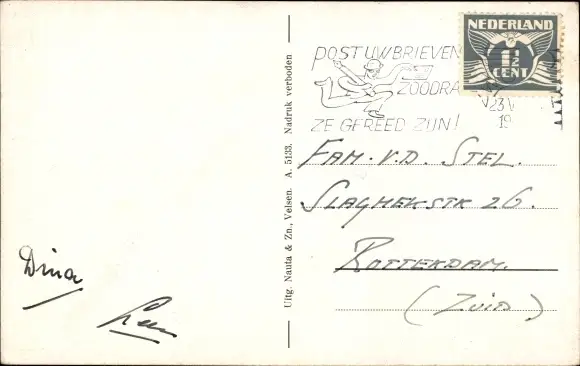 NEDERLAND
1½
CENT
POST UW BRIEVEN
ZOODRA
ZE GEREED ZIJN!
23 V
19
FAM. V.D. STEL.
SLAGHEKSTR 26.
ROTTERDAM.
(ZUID)
Dina
Uitg. Nauta & Zn., Velsen. A. 5133. Nadruk verboden